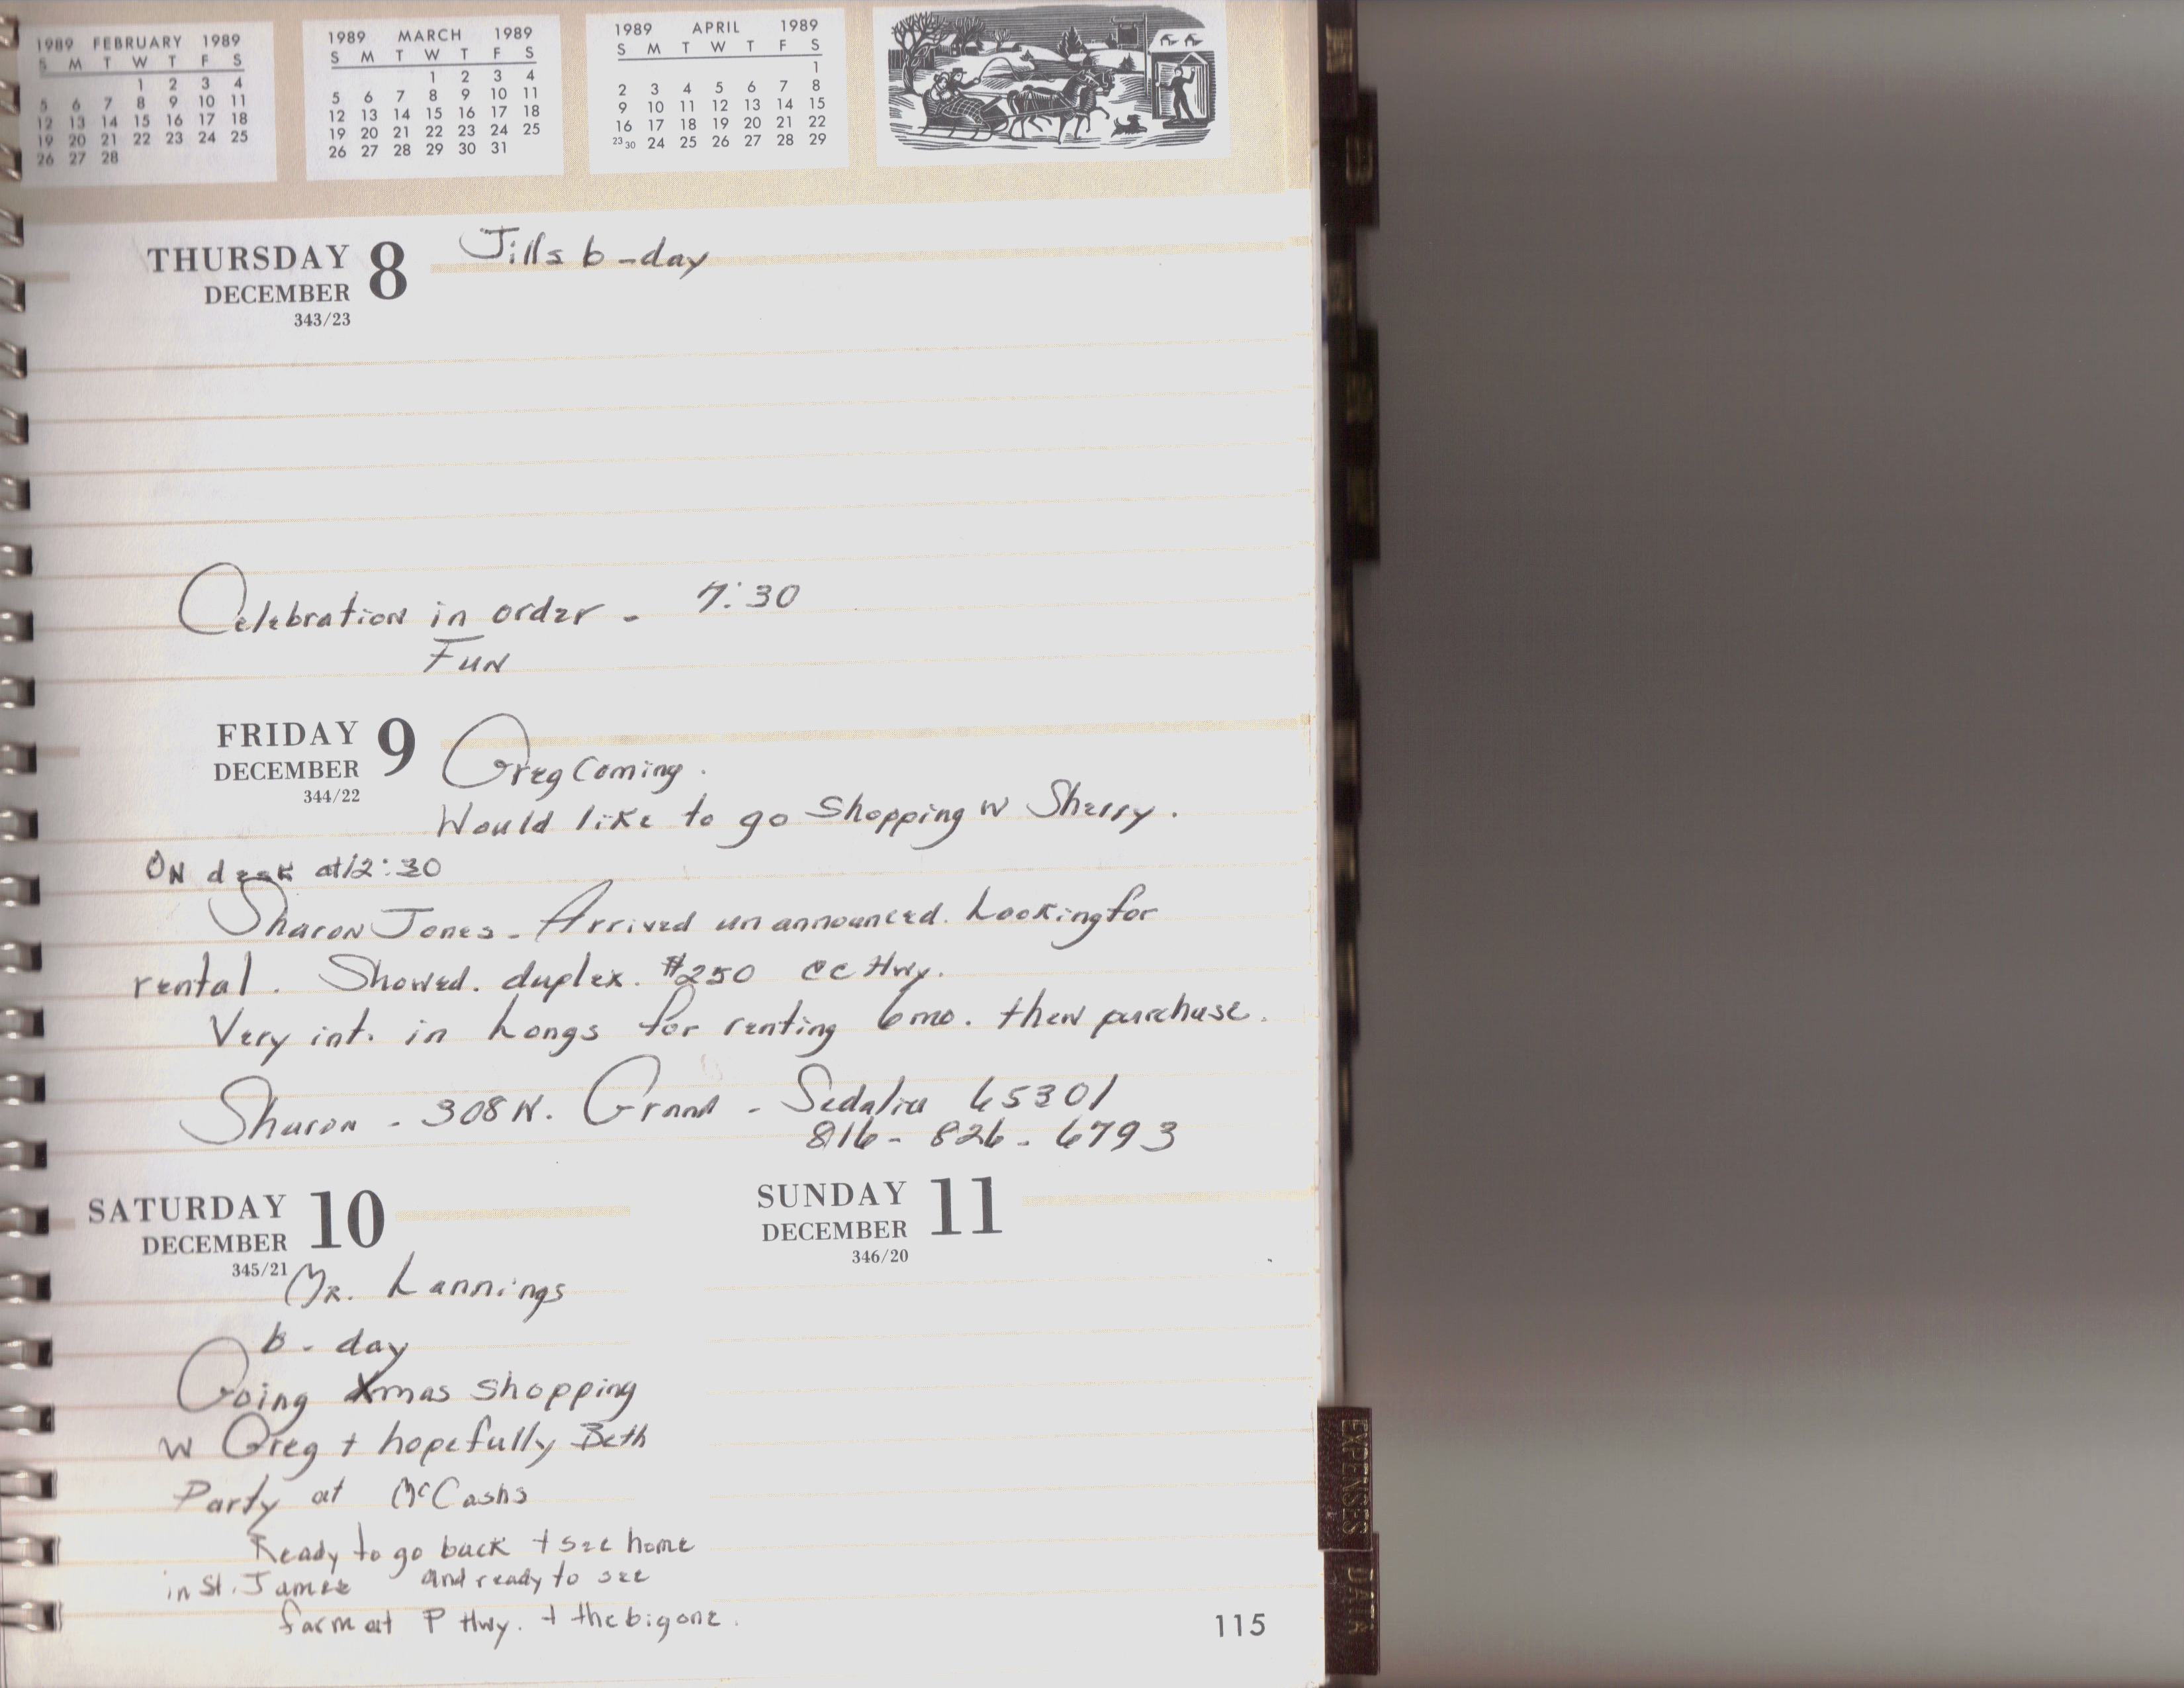 1989 FEBRUARY 1989
S M T W T F S
1 2 3 4
5 6 7 8 9 10 11
12 13 14 15 16 17 18
19 20 21 22 23 24 25
26 27 28
1989 MARCH 1989
S M T W T F S
1 2 3 4
5 6 7 8 9 10 11
12 13 14 15 16 17 18
19 20 21 22 23 24 25
26 27 28 29 30 31
1989 APRIL 1989
S M T W T F S
1
2 3 4 5 6 7 8
9 10 11 12 13 14 15
16 17 18 19 20 21 22
23 30 24 25 26 27 28 29
THURSDAY 8 Jills b-day
DECEMBER
343/23
Celebration in order - 7:30
Fun
FRIDAY 9 Greg Coming.
DECEMBER
344/22
Would like to go Shopping w Sherry.
On desk at 12:30
Sharon Jones - Arrived unannounced. Looking for
rental. Showed. duplex. $250 CC Hwy.
Very int. in Longs for renting 6 mo. then purchase.
Sharon - 308 W. Grand - Sedalia 65301
816-826-6793
SATURDAY 10
DECEMBER
345/21
Mr. Lannings
b-day
Going Xmas shopping
w Greg + hopefully Beth
Party at McCashs
Ready to go back + see home
in St. James and ready to see
farm at P Hwy. + the big one.
SUNDAY 11
DECEMBER
346/20
115
EXPENSES
DATA